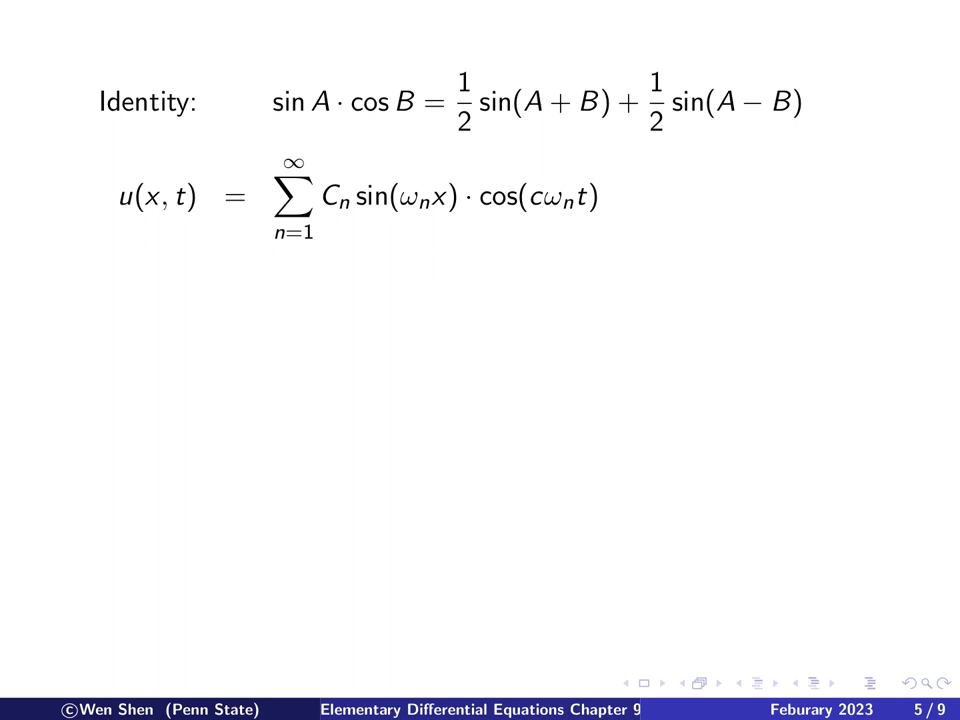 Identity: sin A · cos B = 1/2 sin(A + B) + 1/2 sin(A − B)
u(x, t) = ∑_{n=1}^{∞} C_n sin(ω_n x) · cos(cω_n t)
©Wen Shen (Penn State) Elementary Differential Equations Chapter 9 Feburary 2023 5 / 9